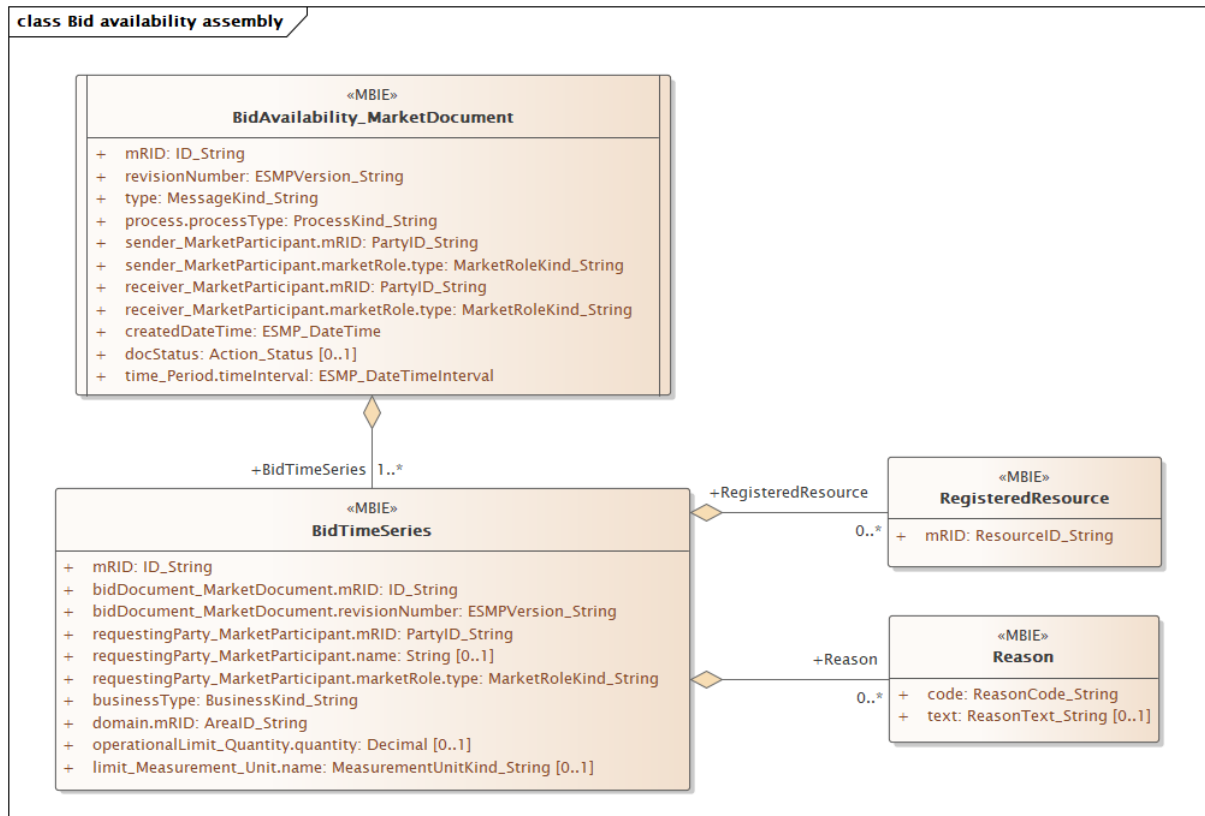 class Bid availability assembly
«MBIE»
BidAvailability_MarketDocument
+ mRID: ID_String
+ revisionNumber: ESMPVersion_String
+ type: MessageKind_String
+ process.processType: ProcessKind_String
+ sender_MarketParticipant.mRID: PartyID_String
+ sender_MarketParticipant.marketRole.type: MarketRoleKind_String
+ receiver_MarketParticipant.mRID: PartyID_String
+ receiver_MarketParticipant.marketRole.type: MarketRoleKind_String
+ createdDateTime: ESMP_DateTime
+ docStatus: Action_Status [0..1]
+ time_Period.timeInterval: ESMP_DateTimeInterval
+BidTimeSeries 1..*
«MBIE»
BidTimeSeries
+ mRID: ID_String
+ bidDocument_MarketDocument.mRID: ID_String
+ bidDocument_MarketDocument.revisionNumber: ESMPVersion_String
+ requestingParty_MarketParticipant.mRID: PartyID_String
+ requestingParty_MarketParticipant.name: String [0..1]
+ requestingParty_MarketParticipant.marketRole.type: MarketRoleKind_String
+ businessType: BusinessKind_String
+ domain.mRID: AreaID_String
+ operationalLimit_Quantity.quantity: Decimal [0..1]
+ limit_Measurement_Unit.name: MeasurementUnitKind_String [0..1]
+RegisteredResource
0..*
«MBIE»
RegisteredResource
+ mRID: ResourceID_String
+Reason
0..*
«MBIE»
Reason
+ code: ReasonCode_String
+ text: ReasonText_String [0..1]